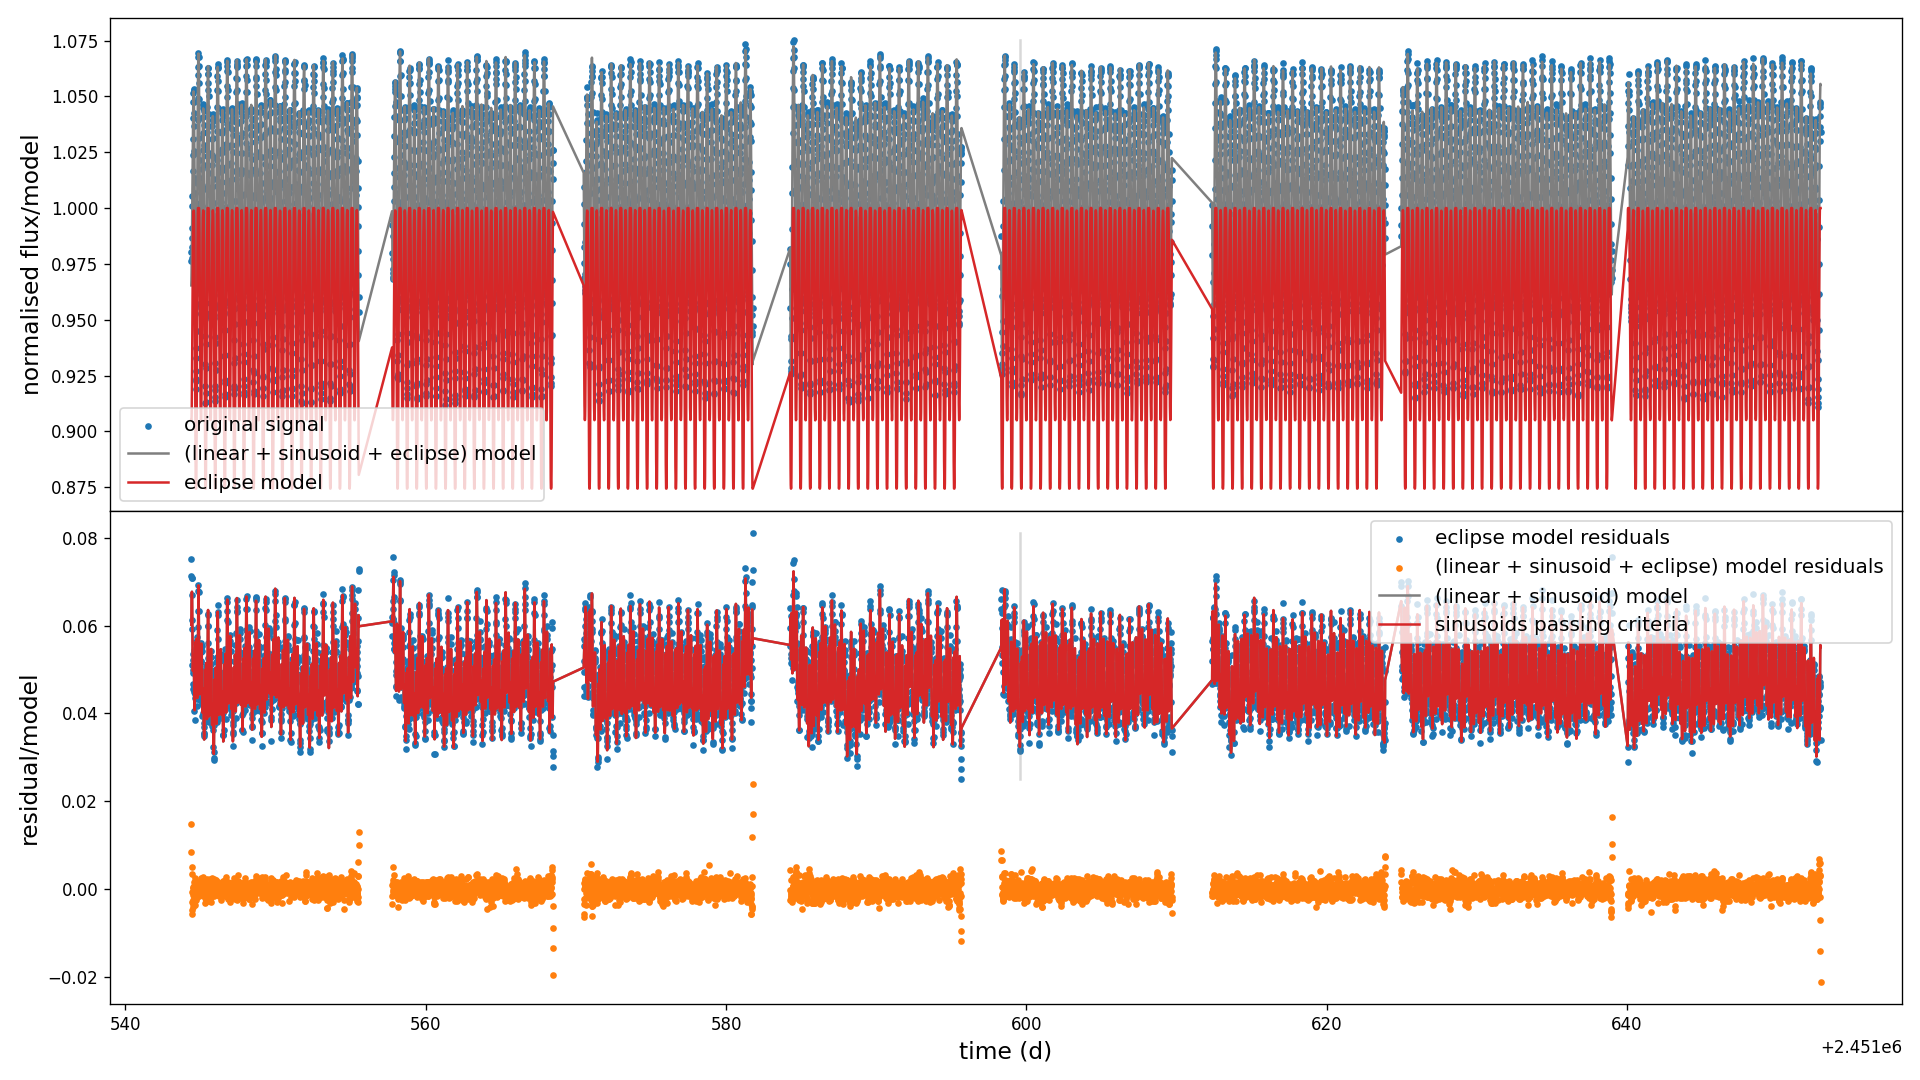 normalised flux/model
1.075
1.050
1.025
1.000
0.975
0.950
0.925
0.900
0.875
original signal
(linear + sinusoid + eclipse) model
eclipse model
residual/model
0.08
0.06
0.04
0.02
0.00
−0.02
eclipse model residuals
(linear + sinusoid + eclipse) model residuals
(linear + sinusoid) model
sinusoids passing criteria
540
560
580
600
620
640
time (d)
+2.451e6